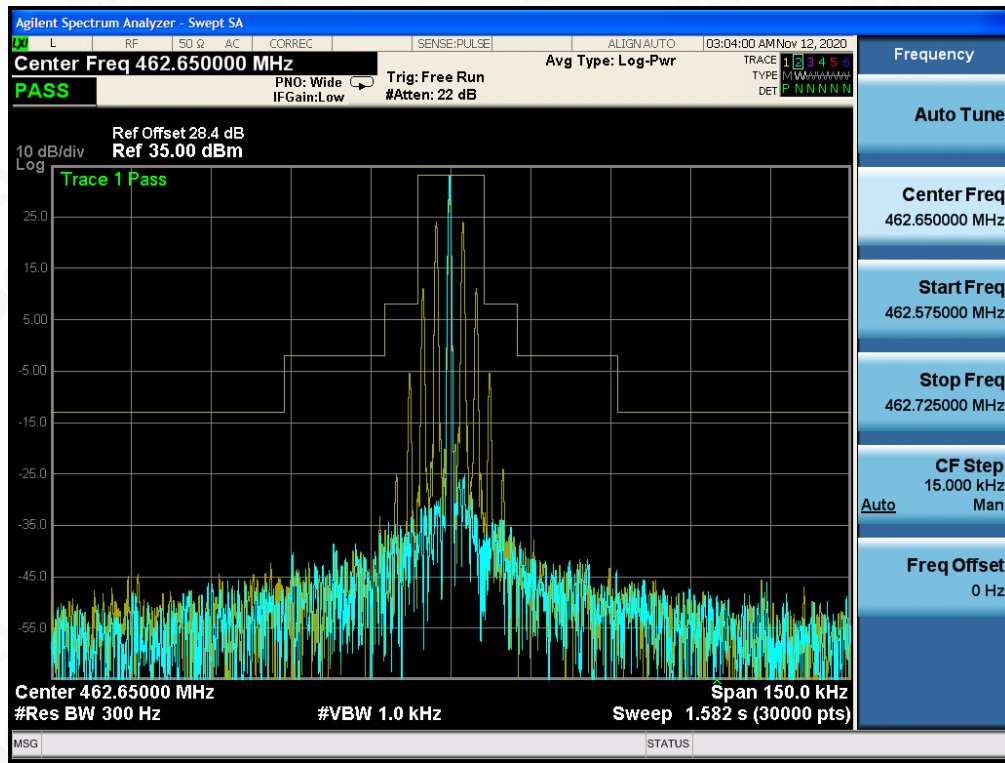 Agilent Spectrum Analyzer - Swept SA
LXI L RF 50 Ω AC CORREC SENSE:PULSE ALIGN AUTO 03:04:00 AM Nov 12, 2020
Center Freq 462.650000 MHz
PASS
PNO: Wide
IFGain:Low
Trig: Free Run
#Atten: 22 dB
Avg Type: Log-Pwr
TRACE 1 2 3 4 5 6
TYPE M W
DET P N N N N N
Ref Offset 28.4 dB
10 dB/div Ref 35.00 dBm
Log
Trace 1 Pass
25.0
15.0
5.00
-5.00
-15.0
-25.0
-35.0
-45.0
-55.0
Center 462.65000 MHz Span 150.0 kHz
#Res BW 300 Hz #VBW 1.0 kHz Sweep 1.582 s (30000 pts)
MSG STATUS
Frequency
Auto Tune
Center Freq
462.650000 MHz
Start Freq
462.575000 MHz
Stop Freq
462.725000 MHz
CF Step
15.000 kHz
Auto Man
Freq Offset
0 Hz